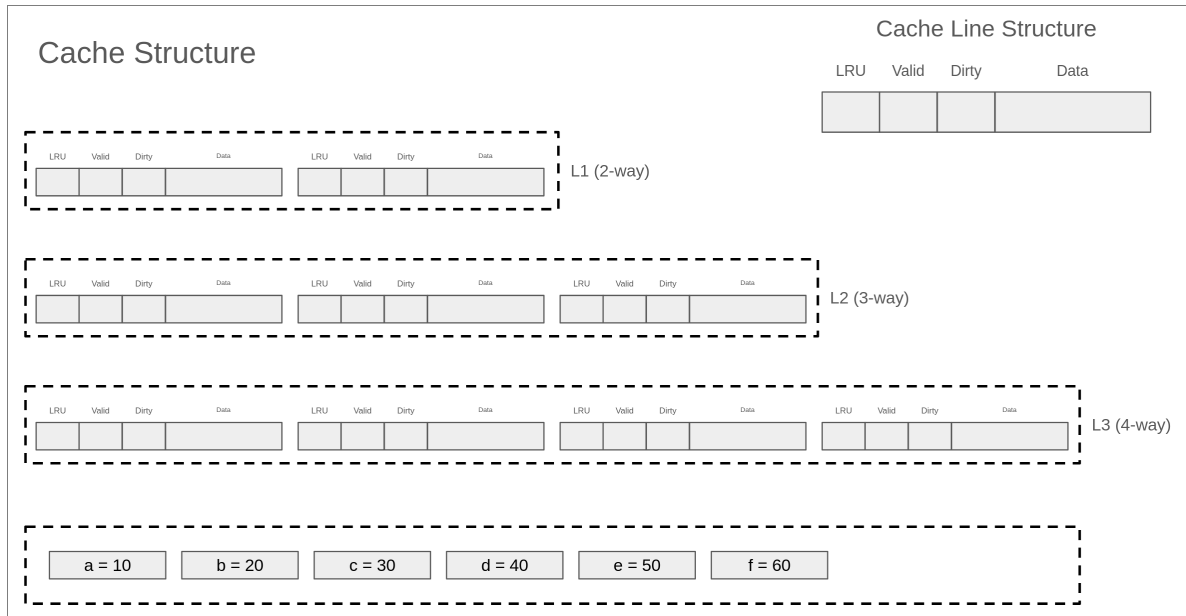 Cache Structure
Cache Line Structure
LRU Valid Dirty Data
LRU Valid Dirty Data LRU Valid Dirty Data
L1 (2-way)
LRU Valid Dirty Data LRU Valid Dirty Data LRU Valid Dirty Data
L2 (3-way)
LRU Valid Dirty Data LRU Valid Dirty Data LRU Valid Dirty Data LRU Valid Dirty Data
L3 (4-way)
a = 10 b = 20 c = 30 d = 40 e = 50 f = 60